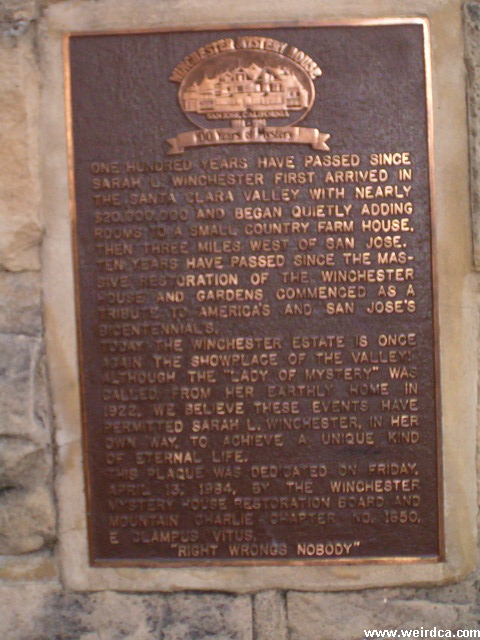 WINCHESTER MYSTERY HOUSE
SAN JOSE, CALIFORNIA
100 Years of Mystery
ONE HUNDRED YEARS HAVE PASSED SINCE
SARAH L. WINCHESTER FIRST ARRIVED IN
THE SANTA CLARA VALLEY WITH NEARLY
$20,000,000 AND BEGAN QUIETLY ADDING
ROOMS TO A SMALL COUNTRY FARM HOUSE,
THEN THREE MILES WEST OF SAN JOSE.
TEN YEARS HAVE PASSED SINCE THE MAS-
SIVE RESTORATION OF THE WINCHESTER
HOUSE AND GARDENS COMMENCED AS A
TRIBUTE TO AMERICA'S AND SAN JOSE'S
BICENTENNIAL'S.
TODAY THE WINCHESTER ESTATE IS ONCE
AGAIN THE SHOWPLACE OF THE VALLEY!
ALTHOUGH THE "LADY OF MYSTERY" WAS
CALLED FROM HER EARTHLY HOME IN
1922, WE BELIEVE THESE EVENTS HAVE
PERMITTED SARAH L. WINCHESTER, IN HER
OWN WAY, TO ACHIEVE A UNIQUE KIND
OF ETERNAL LIFE.
THIS PLAQUE WAS DEDICATED ON FRIDAY,
APRIL 13, 1984, BY THE WINCHESTER
MYSTERY HOUSE RESTORATION BOARD AND
MOUNTAIN CHARLIE CHAPTER NO. 1850,
E CLAMPUS VITUS,
"RIGHT WRONGS NOBODY"
www.weirdca.com